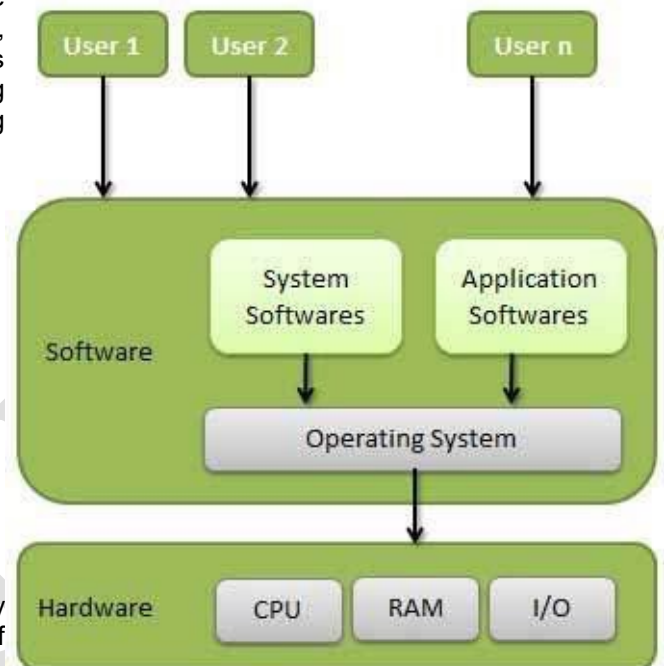 User 1
User 2
User n
System
Softwares
Application
Softwares
Software
Operating System
Hardware
CPU
RAM
I/O